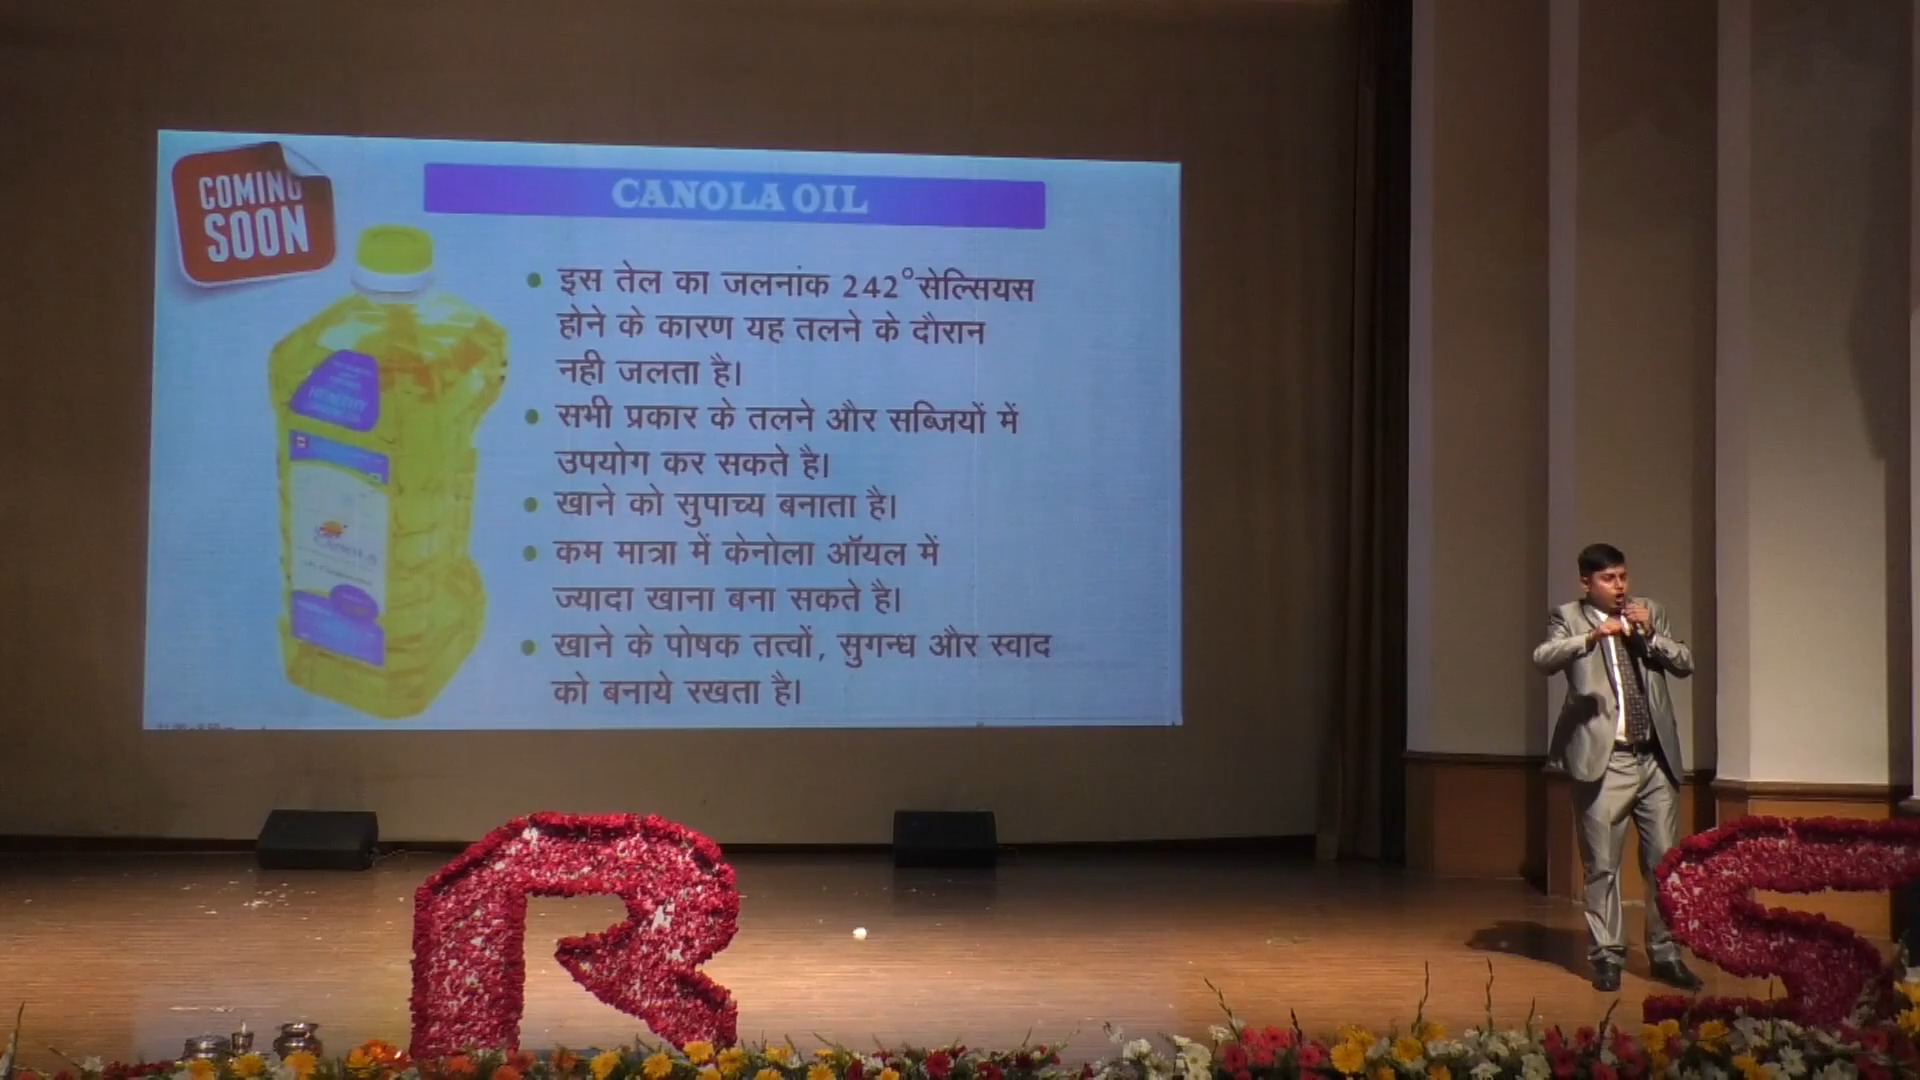 COMING
SOON
CANOLA OIL
• इस तेल का जलनांक 242°सेल्सियस
होने के कारण यह तलने के दौरान
नही जलता है।
• सभी प्रकार के तलने और सब्जियों में
उपयोग कर सकते है।
• खाने को सुपाच्य बनाता है।
• कम मात्रा में केनोला ऑयल में
ज्यादा खाना बना सकते है।
• खाने के पोषक तत्वों, सुगन्ध और स्वाद
को बनाये रखता है।
HEALTHY
R
S